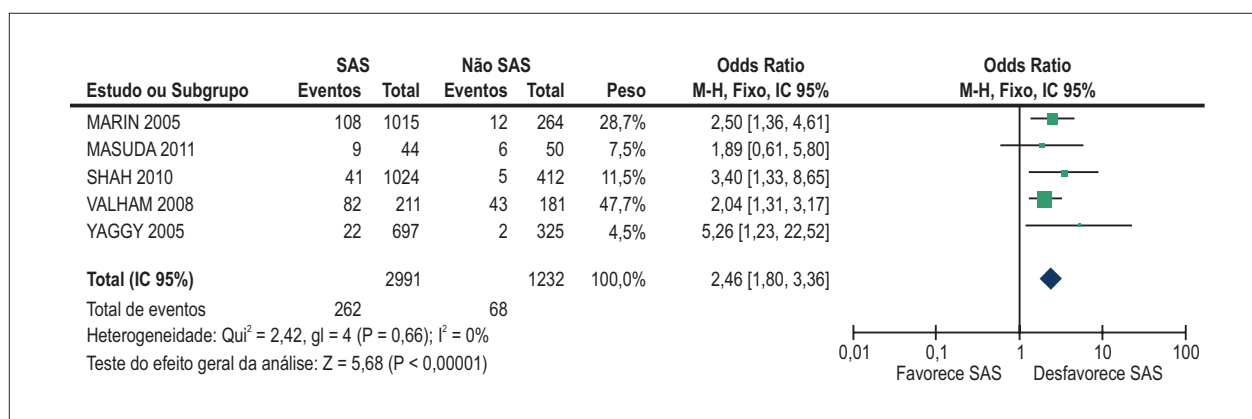 SAS Não SAS Odds Ratio Odds Ratio
Estudo ou Subgrupo Eventos Total Eventos Total Peso M-H, Fixo, IC 95% M-H, Fixo, IC 95%
MARIN 2005 108 1015 12 264 28,7% 2,50 [1,36, 4,61]
MASUDA 2011 9 44 6 50 7,5% 1,89 [0,61, 5,80]
SHAH 2010 41 1024 5 412 11,5% 3,40 [1,33, 8,65]
VALHAM 2008 82 211 43 181 47,7% 2,04 [1,31, 3,17]
YAGGY 2005 22 697 2 325 4,5% 5,26 [1,23, 22,52]
Total (IC 95%) 2991 1232 100,0% 2,46 [1,80, 3,36]
Total de eventos 262 68
Heterogeneidade: Qui² = 2,42, gl = 4 (P = 0,66); I² = 0%
Teste do efeito geral da análise: Z = 5,68 (P < 0,00001)
0,01 0,1 1 10 100
Favorece SAS Desfavorece SAS